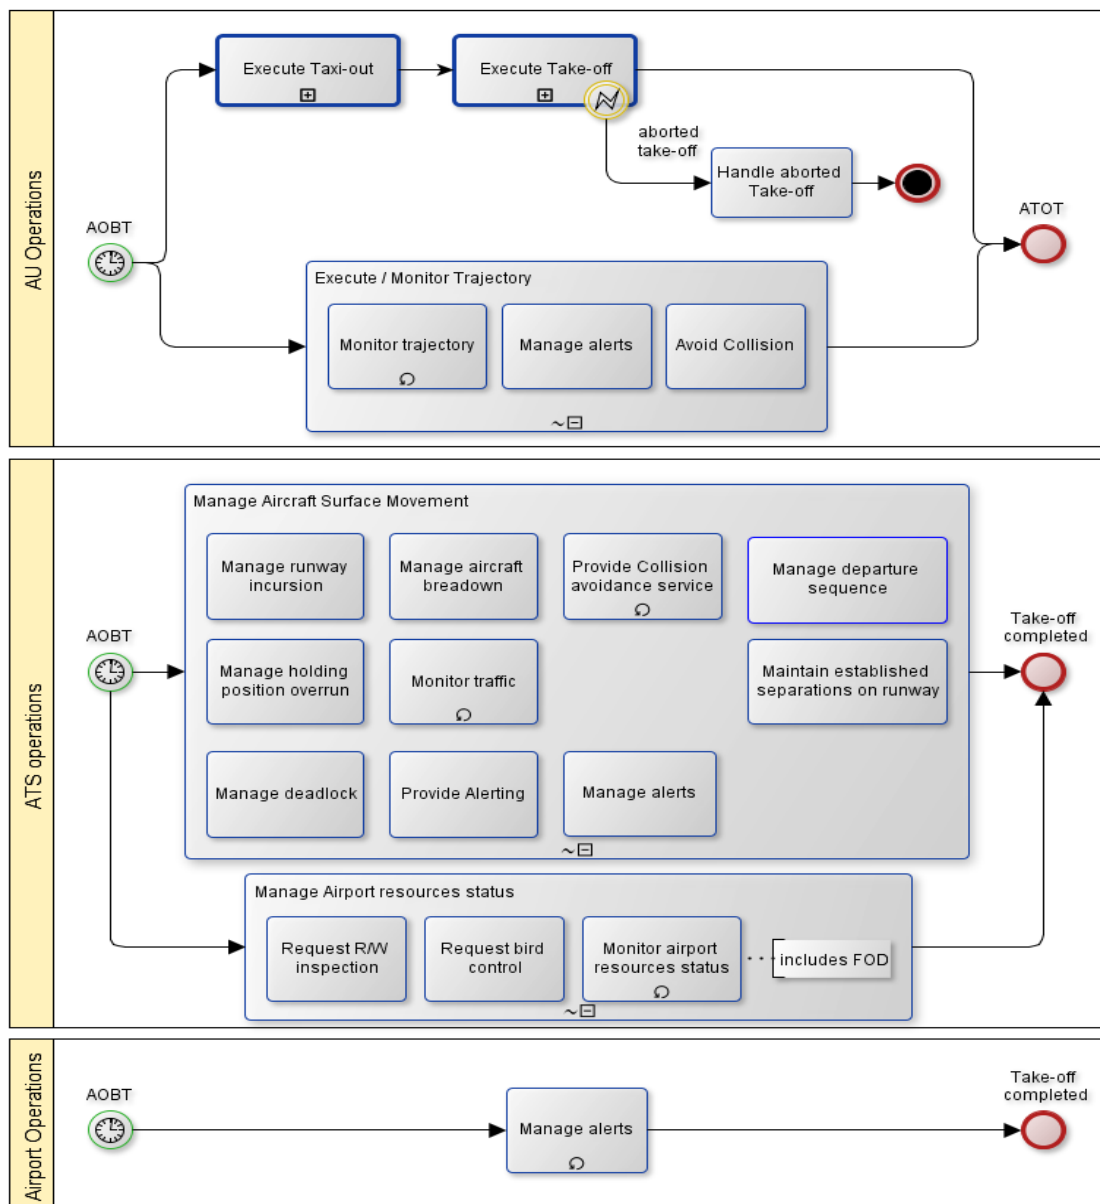 AU Operations
Execute Taxi-out
Execute Take-off
aborted
take-off
Handle aborted
Take-off
AOBT
ATOT
Execute / Monitor Trajectory
Monitor trajectory
Manage alerts
Avoid Collision
ATS operations
Manage Aircraft Surface Movement
Manage runway
incursion
Manage aircraft
breadown
Provide Collision
avoidance service
Manage departure
sequence
AOBT
Take-off
completed
Manage holding
position overrun
Monitor traffic
Maintain established
separations on runway
Manage deadlock
Provide Alerting
Manage alerts
Manage Airport resources status
Request R/W
inspection
Request bird
control
Monitor airport
resources status
includes FOD
Airport Operations
AOBT
Manage alerts
Take-off
completed